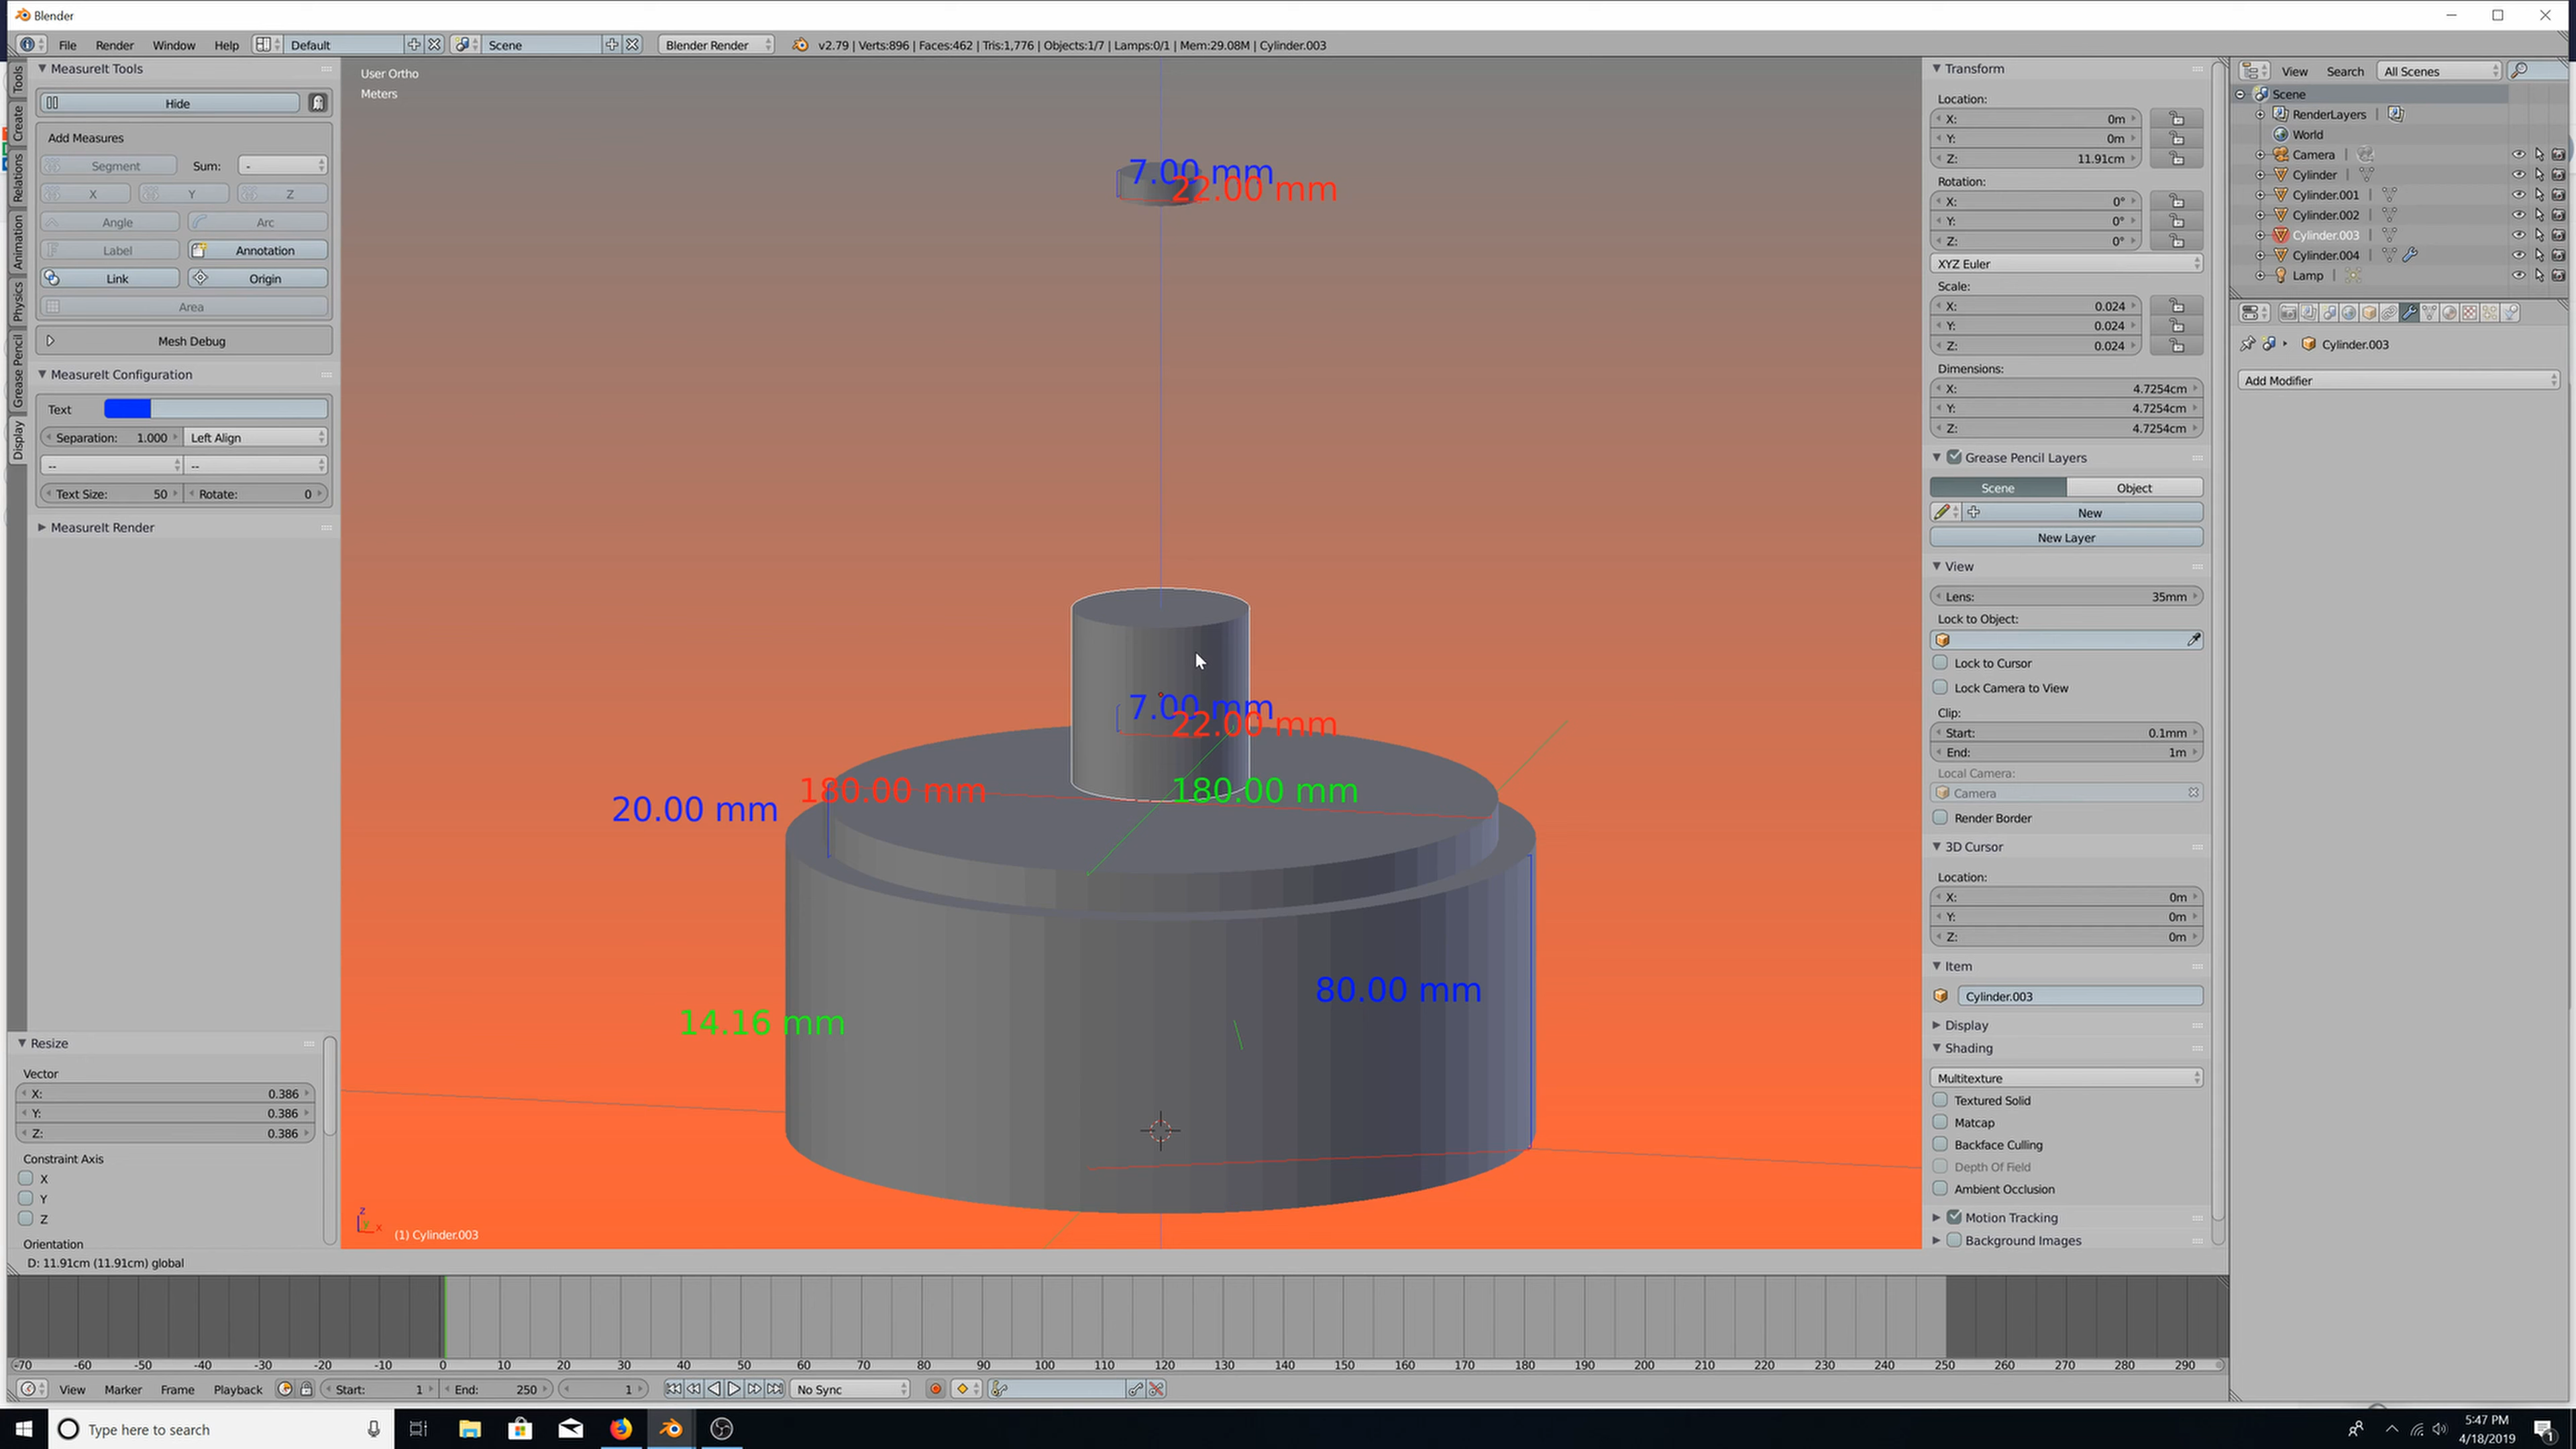 Blender
File Render Window Help Default Scene Blender Render v2.79 | Verts:896 | Faces:462 | Tris:1,776 | Objects:1/7 | Lamps:0/1 | Mem:29.08M | Cylinder.003
Tools
Create
Relations
Animation
Physics
Grease Pencil
Display
MeasureIt Tools
Hide
Add Measures
Segment Sum: -
X Y Z
Angle Arc
Label Annotation
Link Origin
Area
Mesh Debug
MeasureIt Configuration
Text
Separation: 1.000 Left Align
-- --
Text Size: 50 Rotate: 0
MeasureIt Render
Resize
Vector
X: 0.386
Y: 0.386
Z: 0.386
Constraint Axis
X
Y
Z
Orientation
User Ortho
Meters
7.00 mm
22.00 mm
7.00 mm
22.00 mm
180.00 mm
180.00 mm
20.00 mm
80.00 mm
14.16 mm
z
y x
(1) Cylinder.003
Transform
Location:
X: 0m
Y: 0m
Z: 11.91cm
Rotation:
X: 0°
Y: 0°
Z: 0°
XYZ Euler
Scale:
X: 0.024
Y: 0.024
Z: 0.024
Dimensions:
X: 4.7254cm
Y: 4.7254cm
Z: 4.7254cm
Grease Pencil Layers
Scene Object
New
New Layer
View
Lens: 35mm
Lock to Object:
Lock to Cursor
Lock Camera to View
Clip:
Start: 0.1mm
End: 1m
Local Camera:
Camera
Render Border
3D Cursor
Location:
X: 0m
Y: 0m
Z: 0m
Item
Cylinder.003
Display
Shading
Multitexture
Textured Solid
Matcap
Backface Culling
Depth Of Field
Ambient Occlusion
Motion Tracking
Background Images
View Search All Scenes
Scene
RenderLayers
World
Camera
Cylinder
Cylinder.001
Cylinder.002
Cylinder.003
Cylinder.004
Lamp
Cylinder.003
Add Modifier
D: 11.91cm (11.91cm) global
-70 -60 -50 -40 -30 -20 -10 0 10 20 30 40 50 60 70 80 90 100 110 120 130 140 150 160 170 180 190 200 210 220 230 240 250 260 270 280 290
View Marker Frame Playback Start: 1 End: 250 1 No Sync
Type here to search
5:47 PM
4/18/2019
1